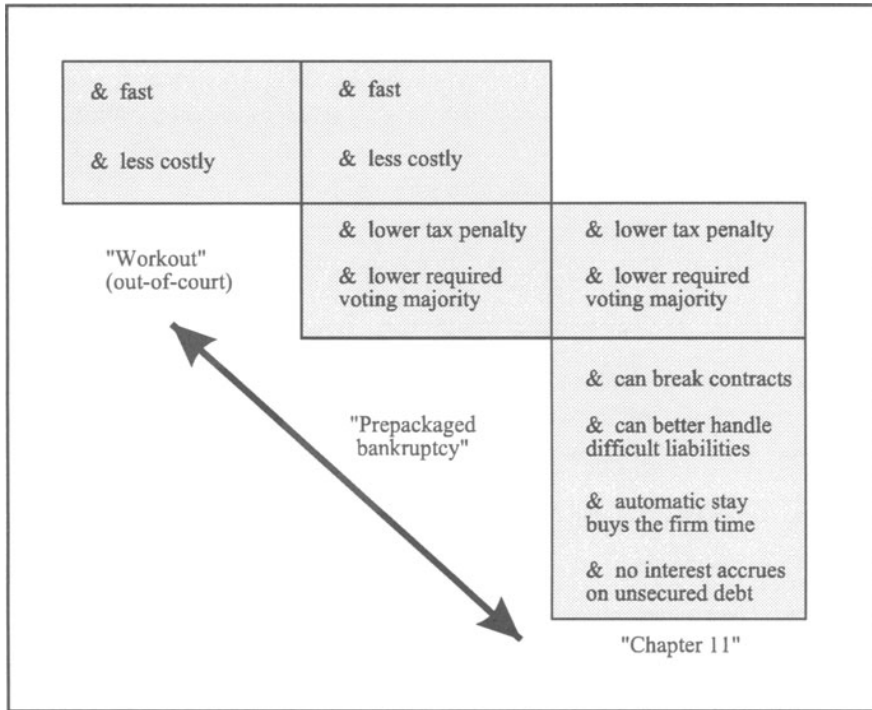 & fast
& less costly
& fast
& less costly
& lower tax penalty
& lower required
voting majority
& lower tax penalty
& lower required
voting majority
"Workout"
(out-of-court)
"Prepackaged
bankruptcy"
& can break contracts
& can better handle
difficult liabilities
& automatic stay
buys the firm time
& no interest accrues
on unsecured debt
"Chapter 11"